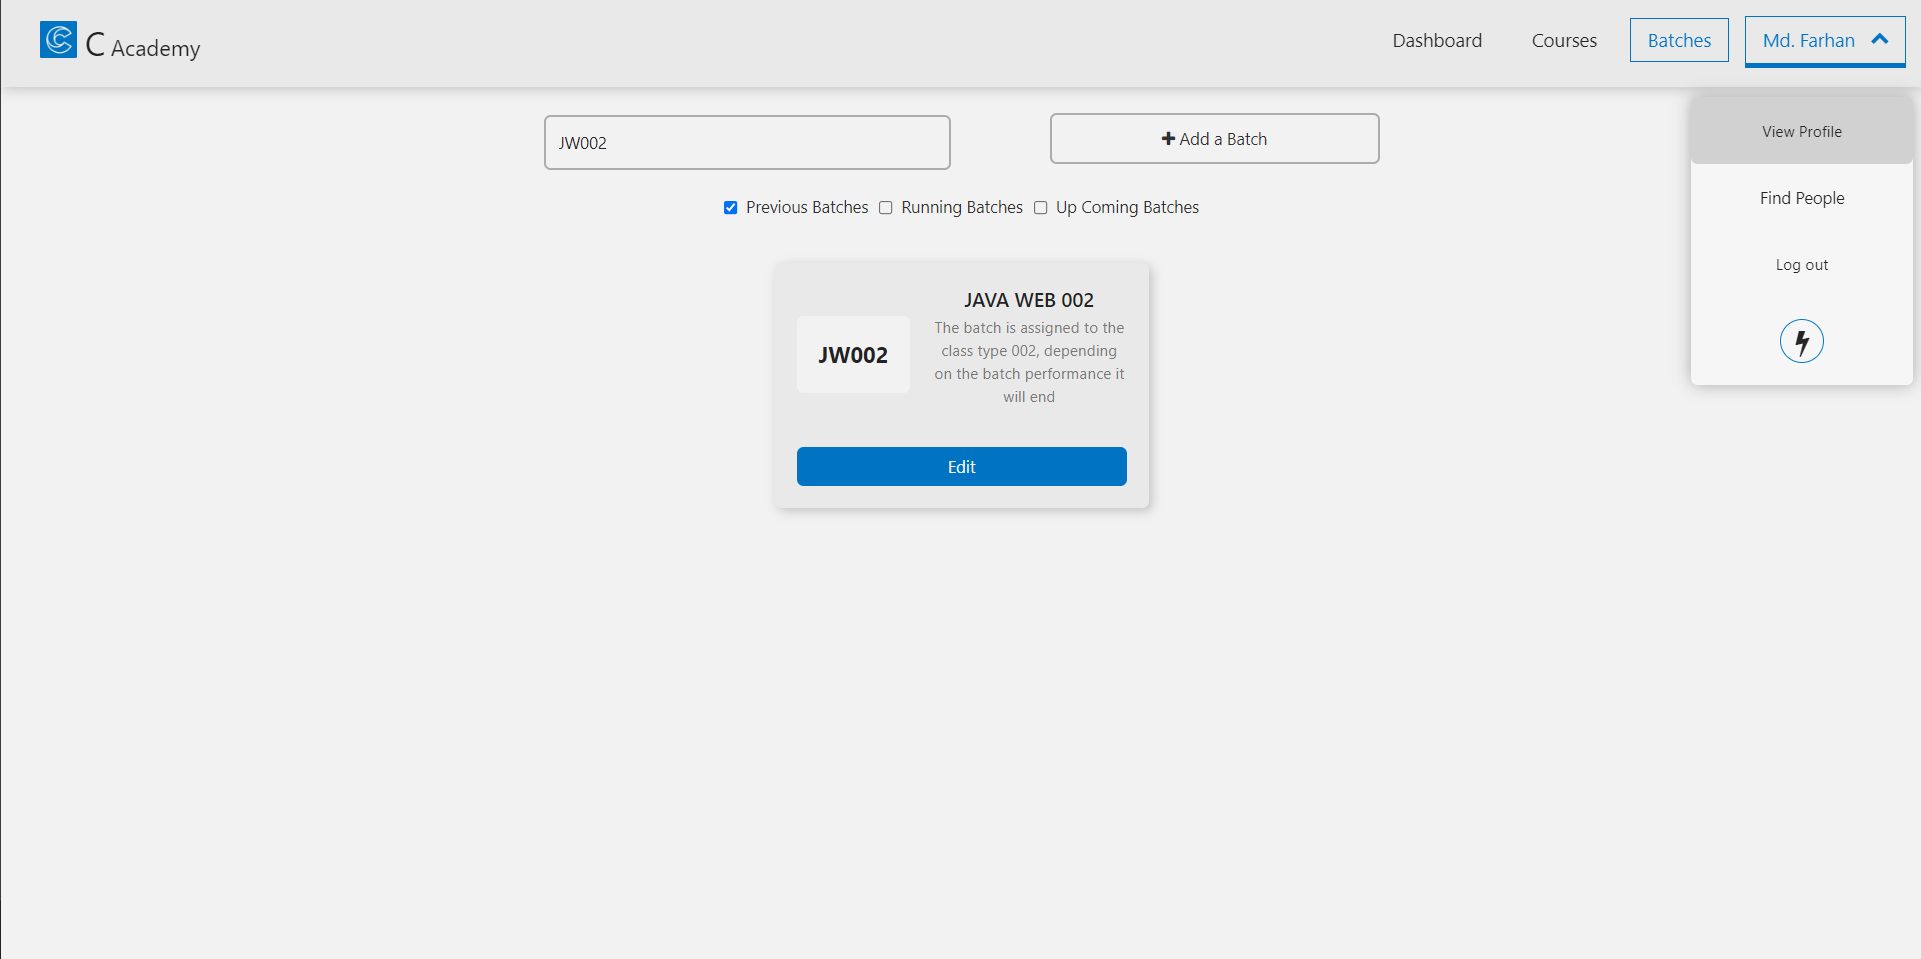 C Academy
Dashboard
Courses
Batches
Md. Farhan
JW002
Add a Batch
View Profile
Find People
Log out
Previous Batches
Running Batches
Up Coming Batches
JW002
JAVA WEB 002
The batch is assigned to the
class type 002, depending
on the batch performance it
will end
Edit